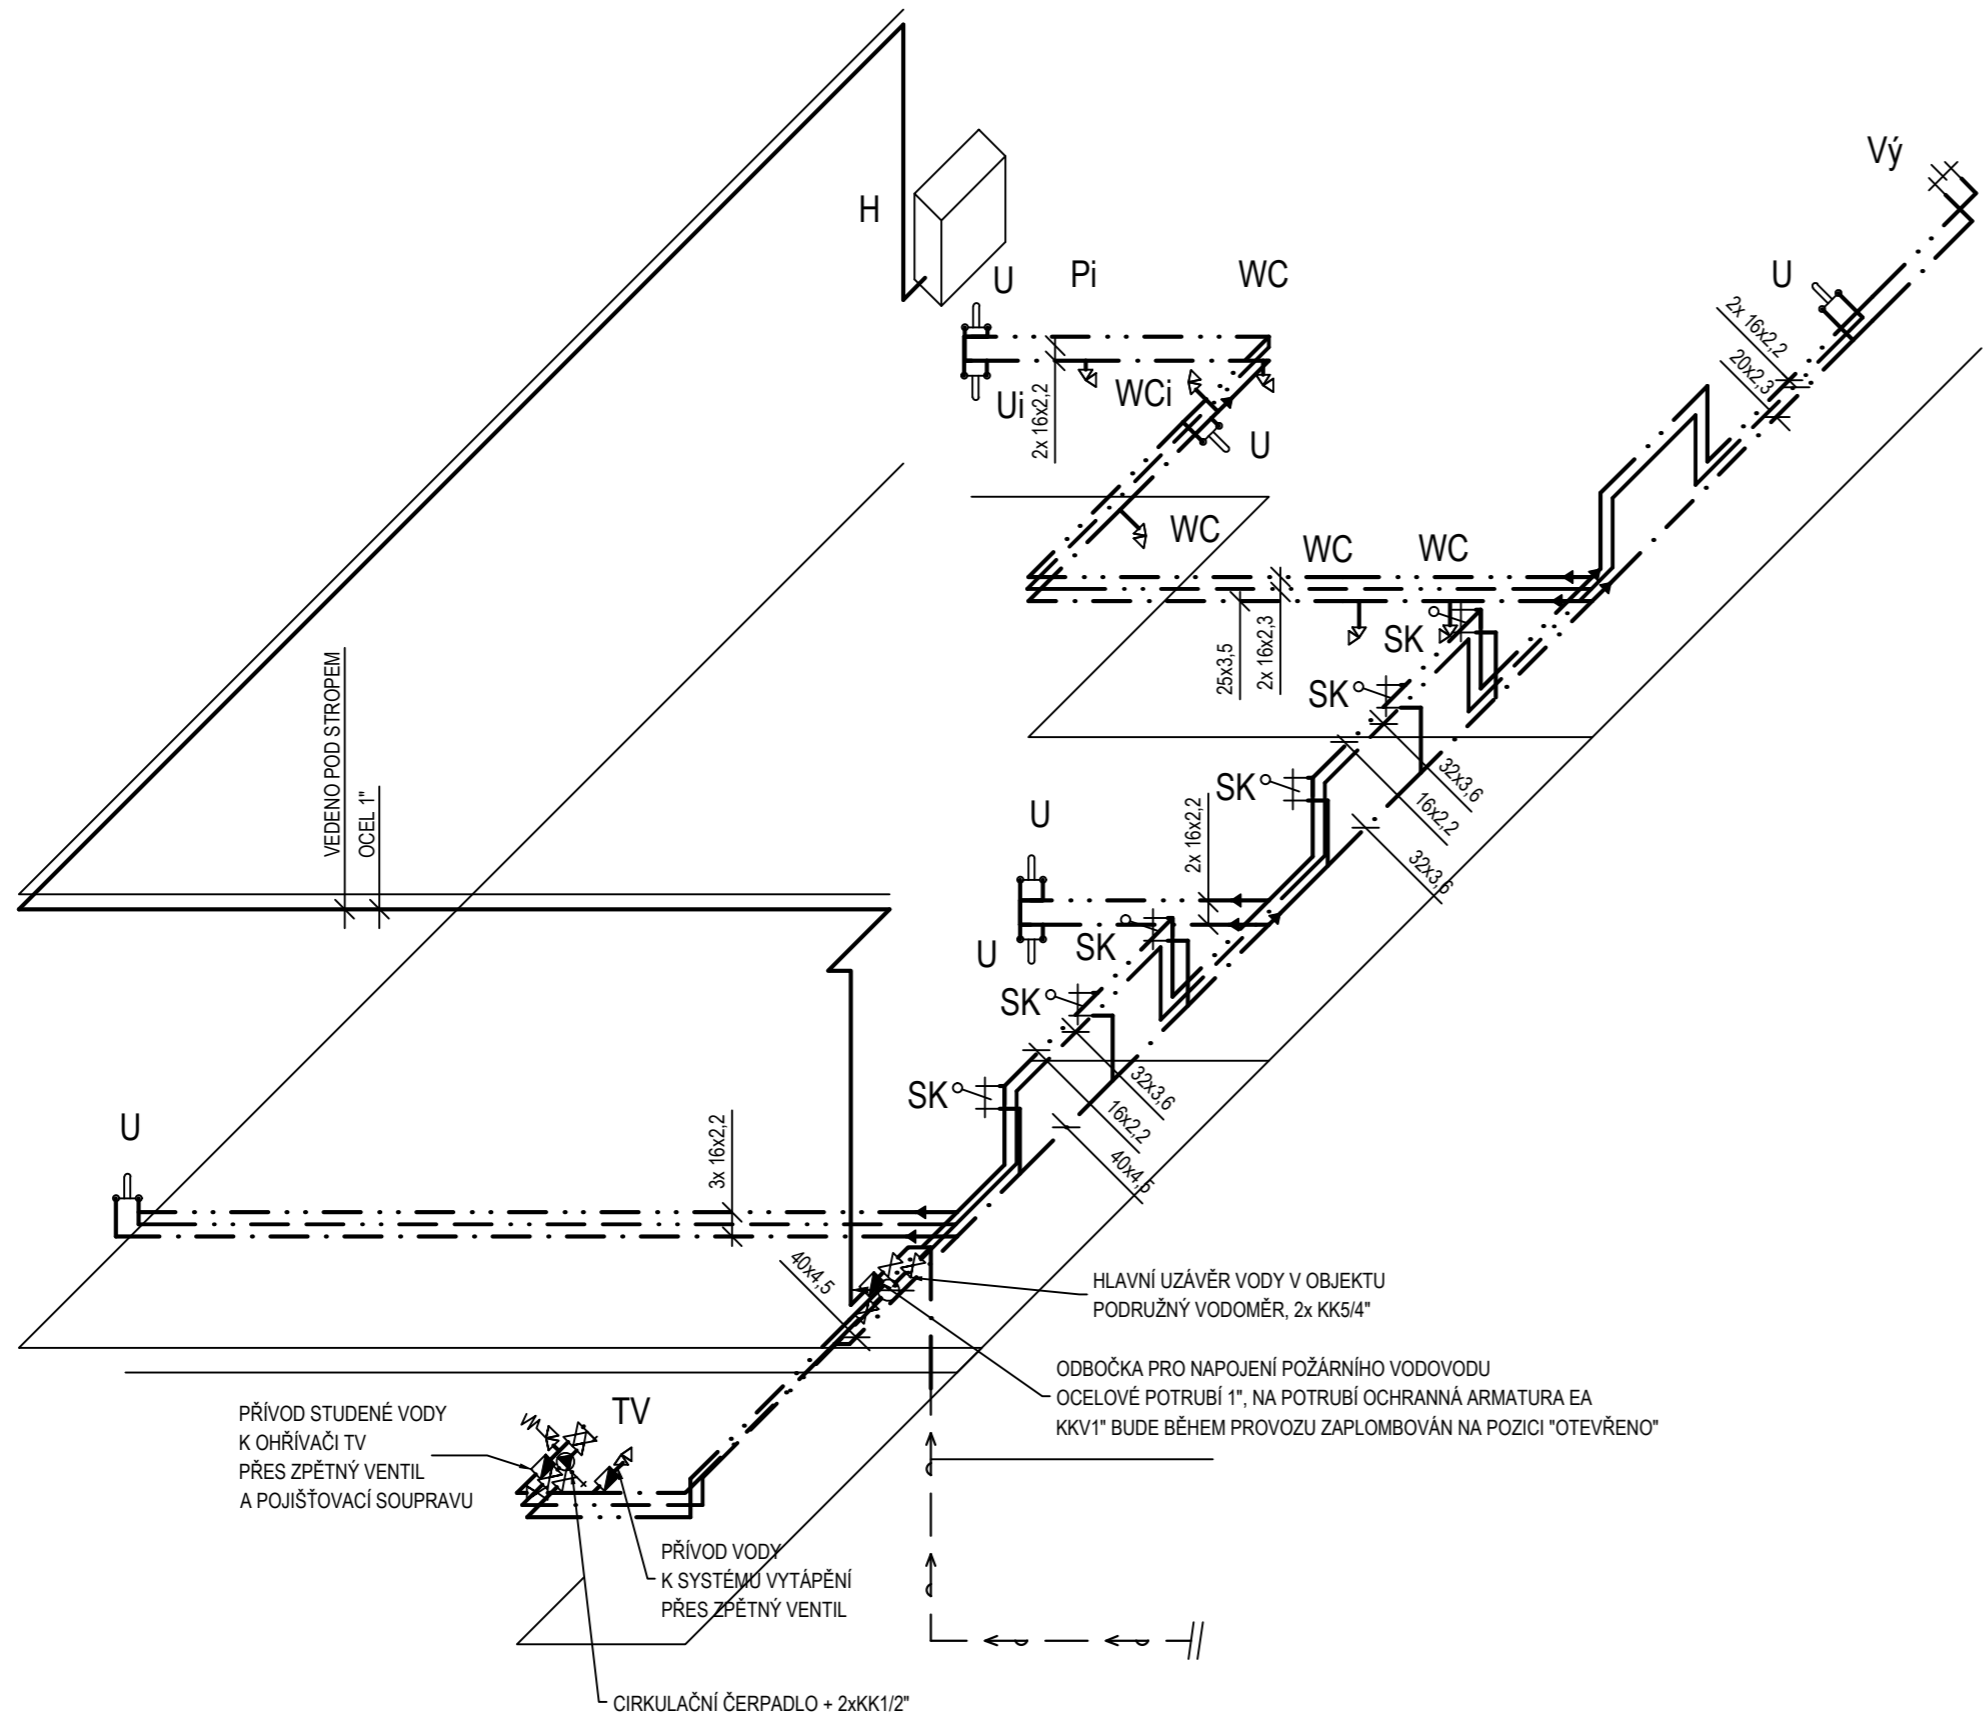 Vý
H
U
Pi
WC
U
2x 16x2,2
20x2,3
Ui
2x 16x2,2
WCi
U
WC
WC
WC
SK
25x3,5
2x 16x2,3
SK
VEDENO POD STROPEM
OCEL 1"
SK
32x3,6
16x2,2
32x3,6
U
2x 16x2,2
U
SK
SK
SK
32x3,6
16x2,2
40x4,5
U
3x 16x2,2
40x4,5
HLAVNÍ UZÁVĚR VODY V OBJEKTU
PODRUŽNÝ VODOMĚR, 2x KK5/4"
ODBOČKA PRO NAPOJENÍ POŽÁRNÍHO VODOVODU
OCELOVÉ POTRUBÍ 1", NA POTRUBÍ OCHRANNÁ ARMATURA EA
KKV1" BUDE BĚHEM PROVOZU ZAPLOMBOVÁN NA POZICI "OTEVŘENO"
TV
PŘÍVOD STUDENÉ VODY
K OHŘÍVAČI TV
PŘES ZPĚTNÝ VENTIL
A POJIŠŤOVACÍ SOUPRAVU
PŘÍVOD VODY
K SYSTÉMU VYTÁPĚNÍ
PŘES ZPĚTNÝ VENTIL
CIRKULAČNÍ ČERPADLO + 2xKK1/2"